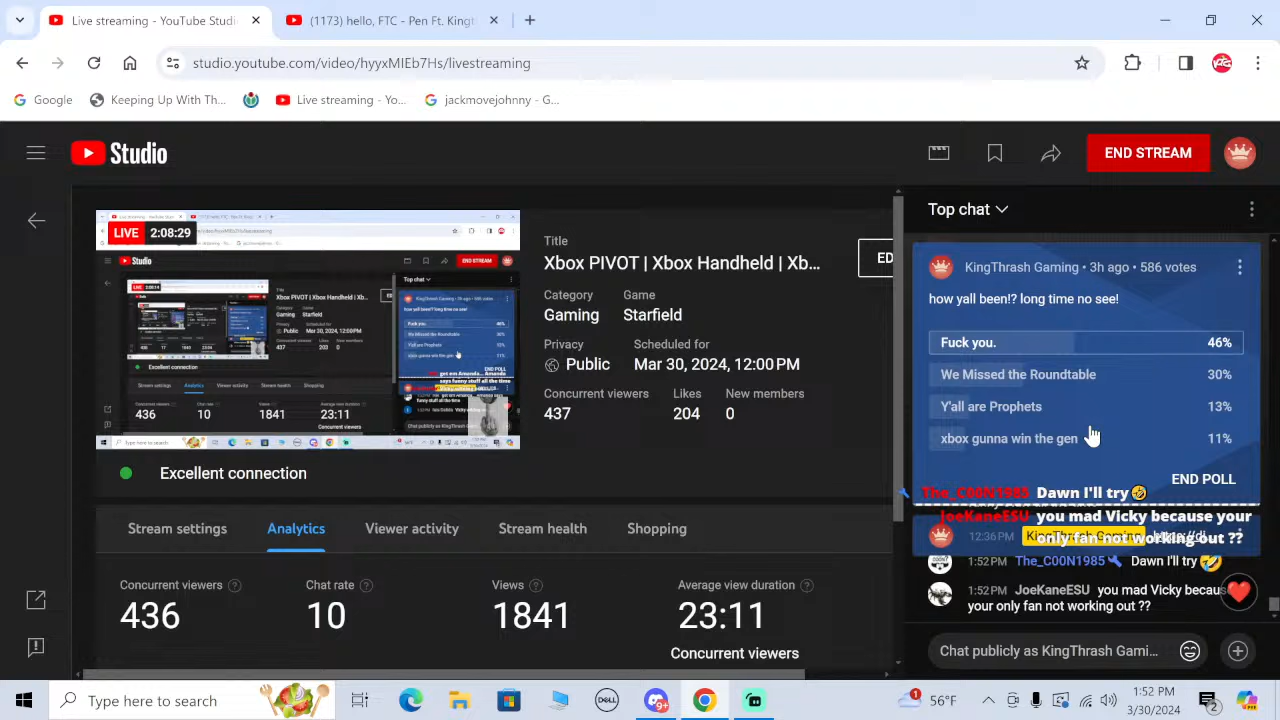 Live streaming - YouTube Studi
(1173) hello, FTC - Pen Ft. Kingt
studio.youtube.com/video/hyyxMIEb7Hs/livestreaming
Google
Keeping Up With Th...
Live streaming - Yo...
jackmovejohnny - G...
Studio
END STREAM
Top chat
LIVE 2:08:29
Title
Xbox PIVOT | Xbox Handheld | Xb...
ED
Category
Gaming
Game
Starfield
Privacy
Public
Scheduled for
Mar 30, 2024, 12:00 PM
Concurrent viewers
437
Likes
204
New members
0
Excellent connection
Stream settings
Analytics
Viewer activity
Stream health
Shopping
Concurrent viewers
436
Chat rate
10
Views
1841
Average view duration
23:11
Concurrent viewers
KingThrash Gaming • 3h ago • 586 votes
how yall been!? long time no see!
Fuck you. 46%
We Missed the Roundtable 30%
Y'all are Prophets 13%
xbox gunna win the gen 11%
END POLL
The_C00N1985 Dawn I'll try🤣
JoeKaneESU you mad Vicky because your
only fan not working out ??
12:36 PM KingThrash Gaming
1:52 PM The_C00N1985 Dawn I'll try 🤣
1:52 PM JoeKaneESU you mad Vicky becau
your only fan not working out ??
Chat publicly as KingThrash Gami...
Type here to search
DELL
9+
1
56°F
1:52 PM
3/30/2024
2